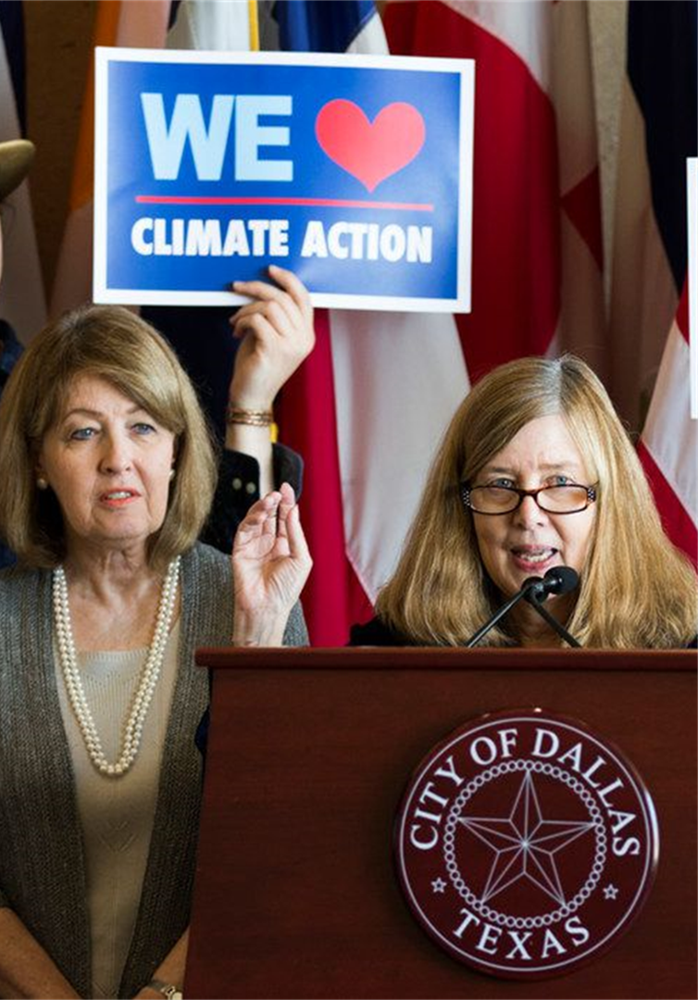 WE ❤
CLIMATE ACTION
CITY OF DALLAS
TEXAS